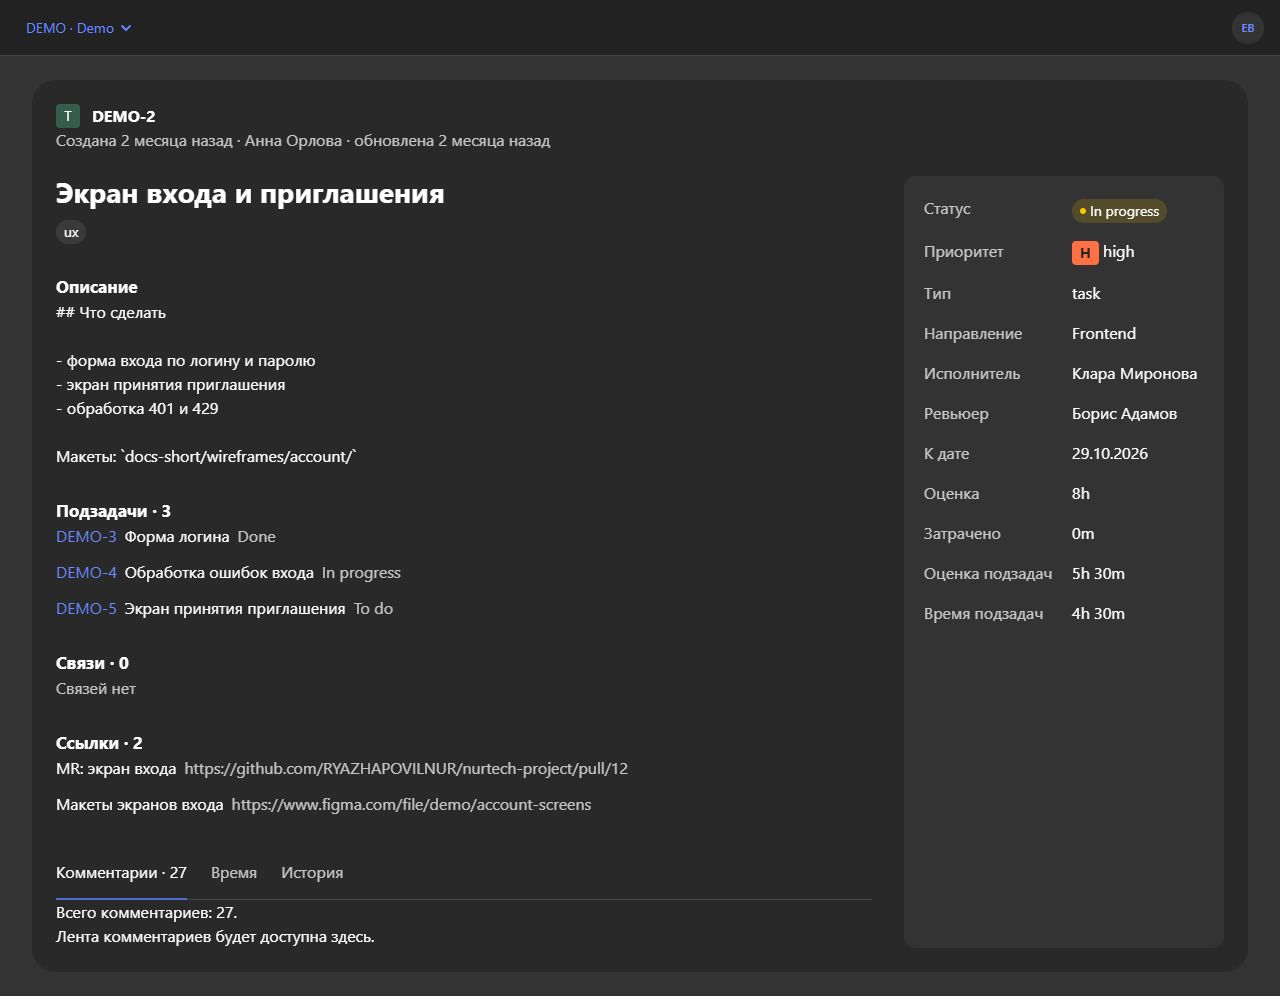 DEMO · Demo
EB
T DEMO-2
Создана 2 месяца назад · Анна Орлова · обновлена 2 месяца назад
Экран входа и приглашения
ux
Описание
## Что сделать
- форма входа по логину и паролю
- экран принятия приглашения
- обработка 401 и 429
Макеты: `docs-short/wireframes/account/`
Подзадачи · 3
DEMO-3 Форма логина Done
DEMO-4 Обработка ошибок входа In progress
DEMO-5 Экран принятия приглашения To do
Связи · 0
Связей нет
Ссылки · 2
MR: экран входа https://github.com/RYAZHAPOVILNUR/nurtech-project/pull/12
Макеты экранов входа https://www.figma.com/file/demo/account-screens
Комментарии · 27 Время История
Всего комментариев: 27.
Лента комментариев будет доступна здесь.
Статус In progress
Приоритет H high
Тип task
Направление Frontend
Исполнитель Клара Миронова
Ревьюер Борис Адамов
К дате 29.10.2026
Оценка 8h
Затрачено 0m
Оценка подзадач 5h 30m
Время подзадач 4h 30m